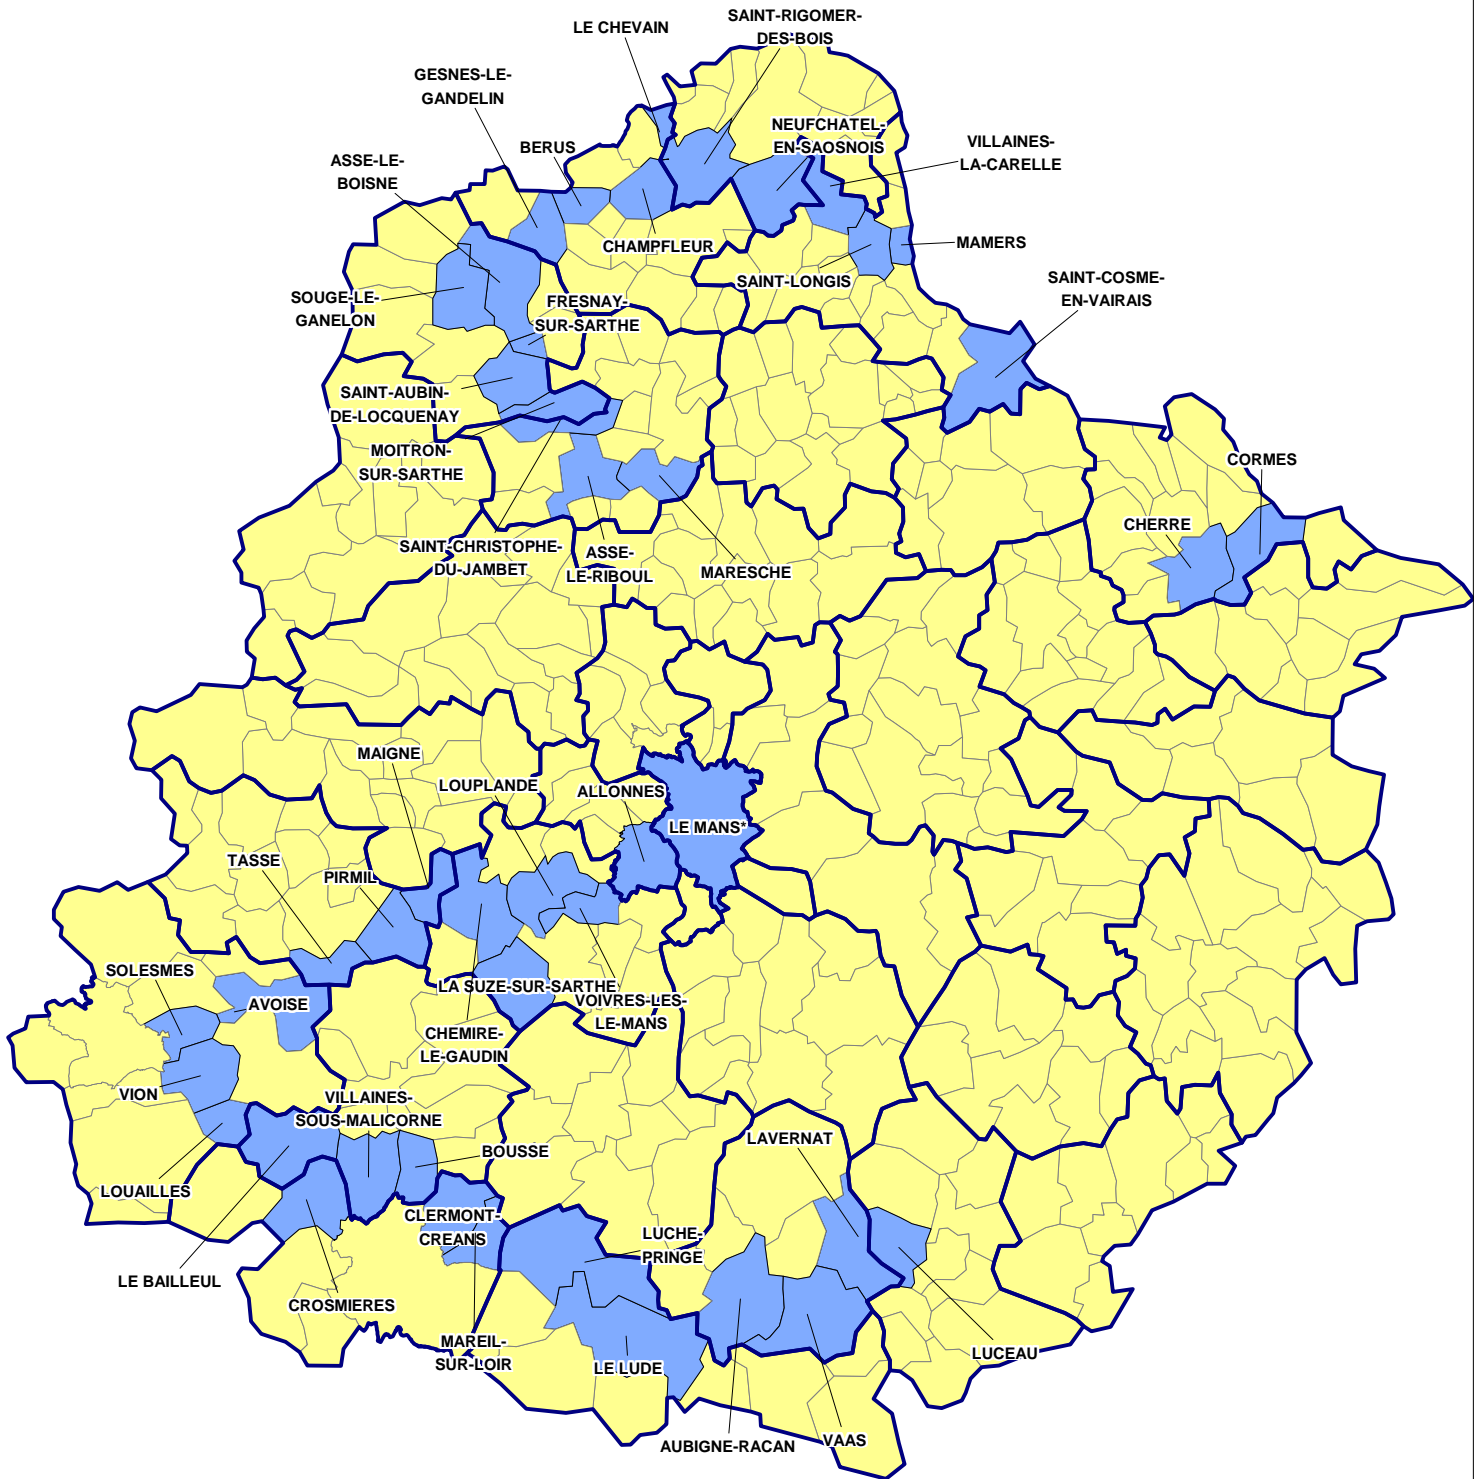 SAINT-RIGOMER-
DES-BOIS
LE CHEVAIN
GESNES-LE-
GANDELIN
NEUFCHATEL-
EN-SAOSNOIS
VILLAINES-
LA-CARELLE
BERUS
ASSE-LE-
BOISNE
CHAMPFLEUR
MAMERS
SAINT-LONGIS
SAINT-COSME-
EN-VAIRAIS
SOUGE-LE-
GANELON
FRESNAY-
SUR-SARTHE
SAINT-AUBIN-
DE-LOCQUENAY
MOITRON-
SUR-SARTHE
CORMES
CHERRE
SAINT-CHRISTOPHE-
DU-JAMBET
ASSE-
LE-RIBOUL
MARESCHE
MAIGNE
LOUPLANDE
ALLONNES
LE MANS*
TASSE
PIRMIL
SOLESMES
AVOISE
LA SUZE-SUR-SARTHE
VOIVRES-LES-
LE-MANS
CHEMIRE-
LE-GAUDIN
VION
VILLAINES-
SOUS-MALICORNE
BOUSSE
LAVERNAT
LOUAILLES
CLERMONT-
CREANS
LUCHE-
PRINGE
LE BAILLEUL
CROSMIERES
MAREIL-
SUR-LOIR
LE LUDE
LUCEAU
AUBIGNE-RACAN
VAAS